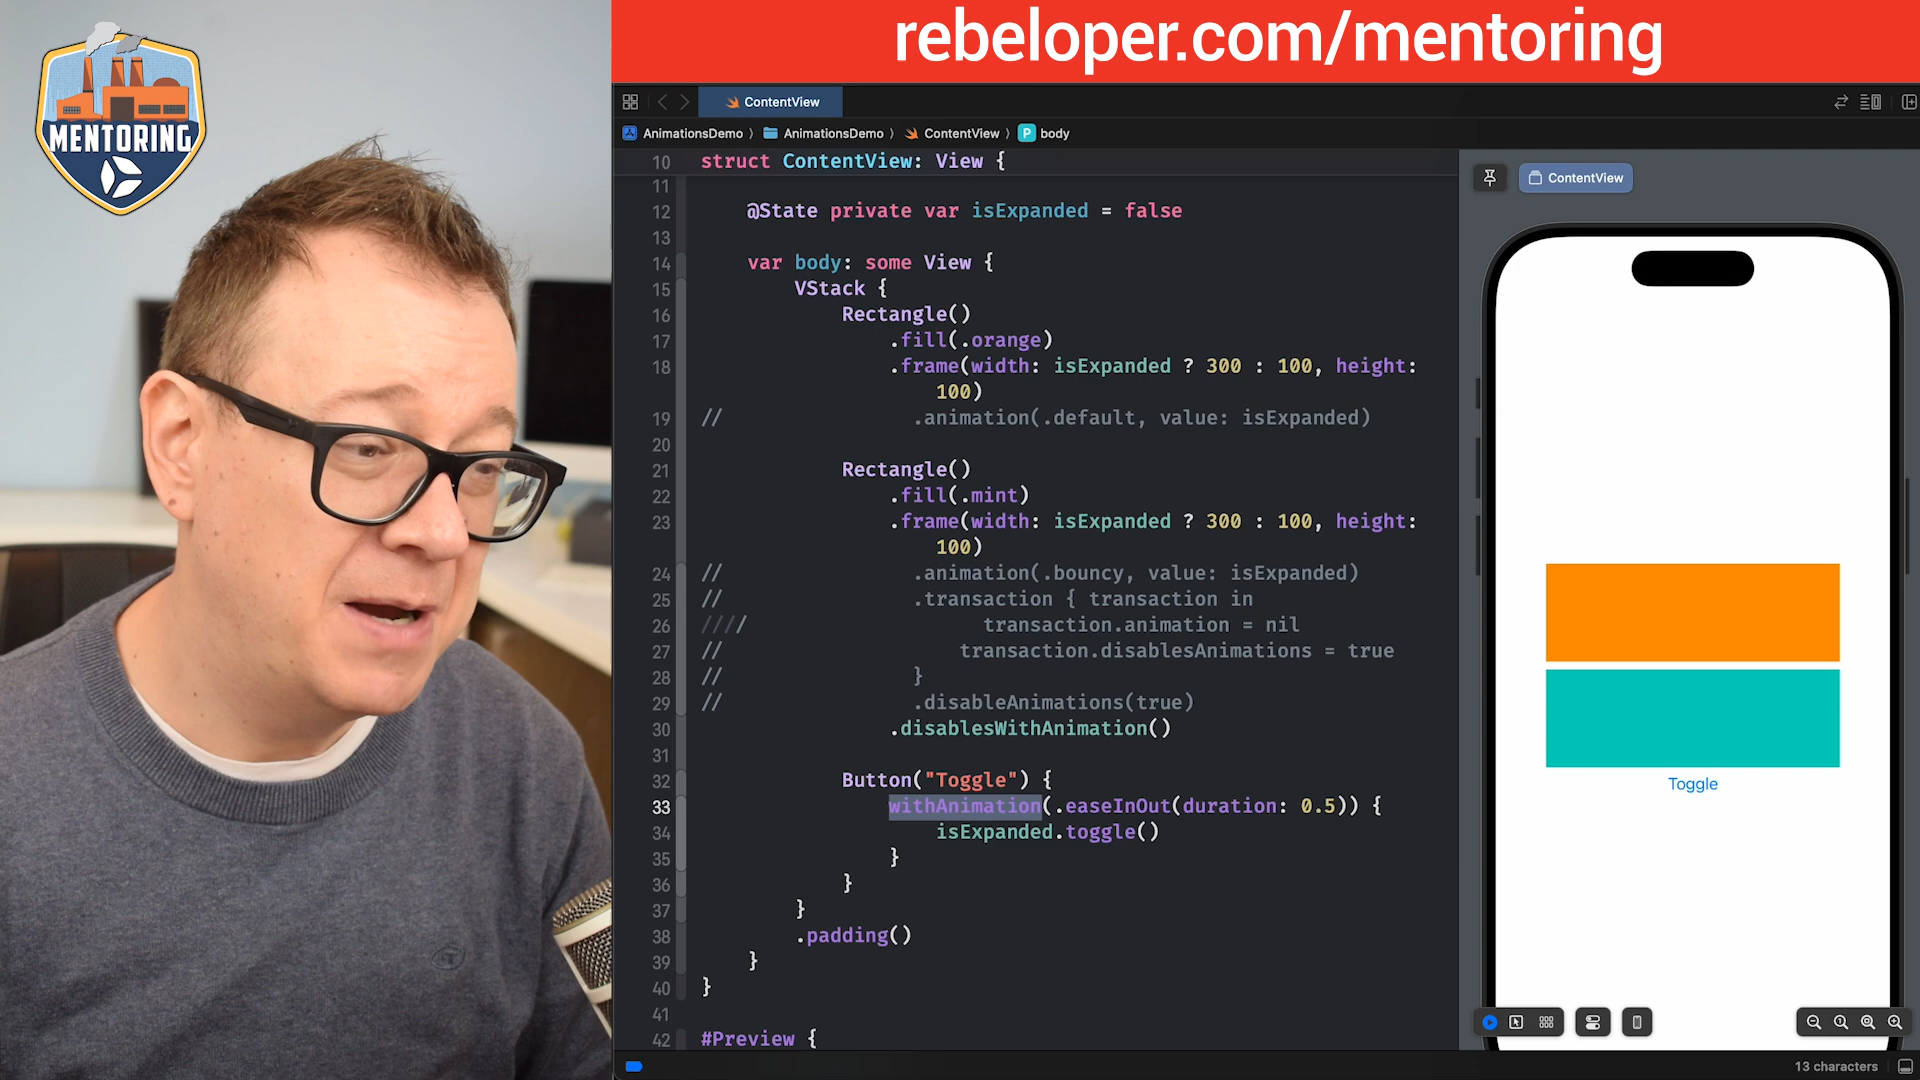 rebeloper.com/mentoring
MENTORING
ContentView
AnimationsDemo 〉 AnimationsDemo 〉 ContentView 〉 P body
10 struct ContentView: View {
11
12 @State private var isExpanded = false
13
14 var body: some View {
15 VStack {
16 Rectangle()
17 .fill(.orange)
18 .frame(width: isExpanded ? 300 : 100, height:
100)
19 // .animation(.default, value: isExpanded)
20
21 Rectangle()
22 .fill(.mint)
23 .frame(width: isExpanded ? 300 : 100, height:
100)
24 // .animation(.bouncy, value: isExpanded)
25 // .transaction { transaction in
26 //// transaction.animation = nil
27 // transaction.disablesAnimations = true
28 // }
29 // .disableAnimations(true)
30 .disablesWithAnimation()
31
32 Button("Toggle") {
33 withAnimation(.easeInOut(duration: 0.5)) {
34 isExpanded.toggle()
35 }
36 }
37 }
38 .padding()
39 }
40 }
41
42 #Preview {
ContentView
Toggle
13 characters